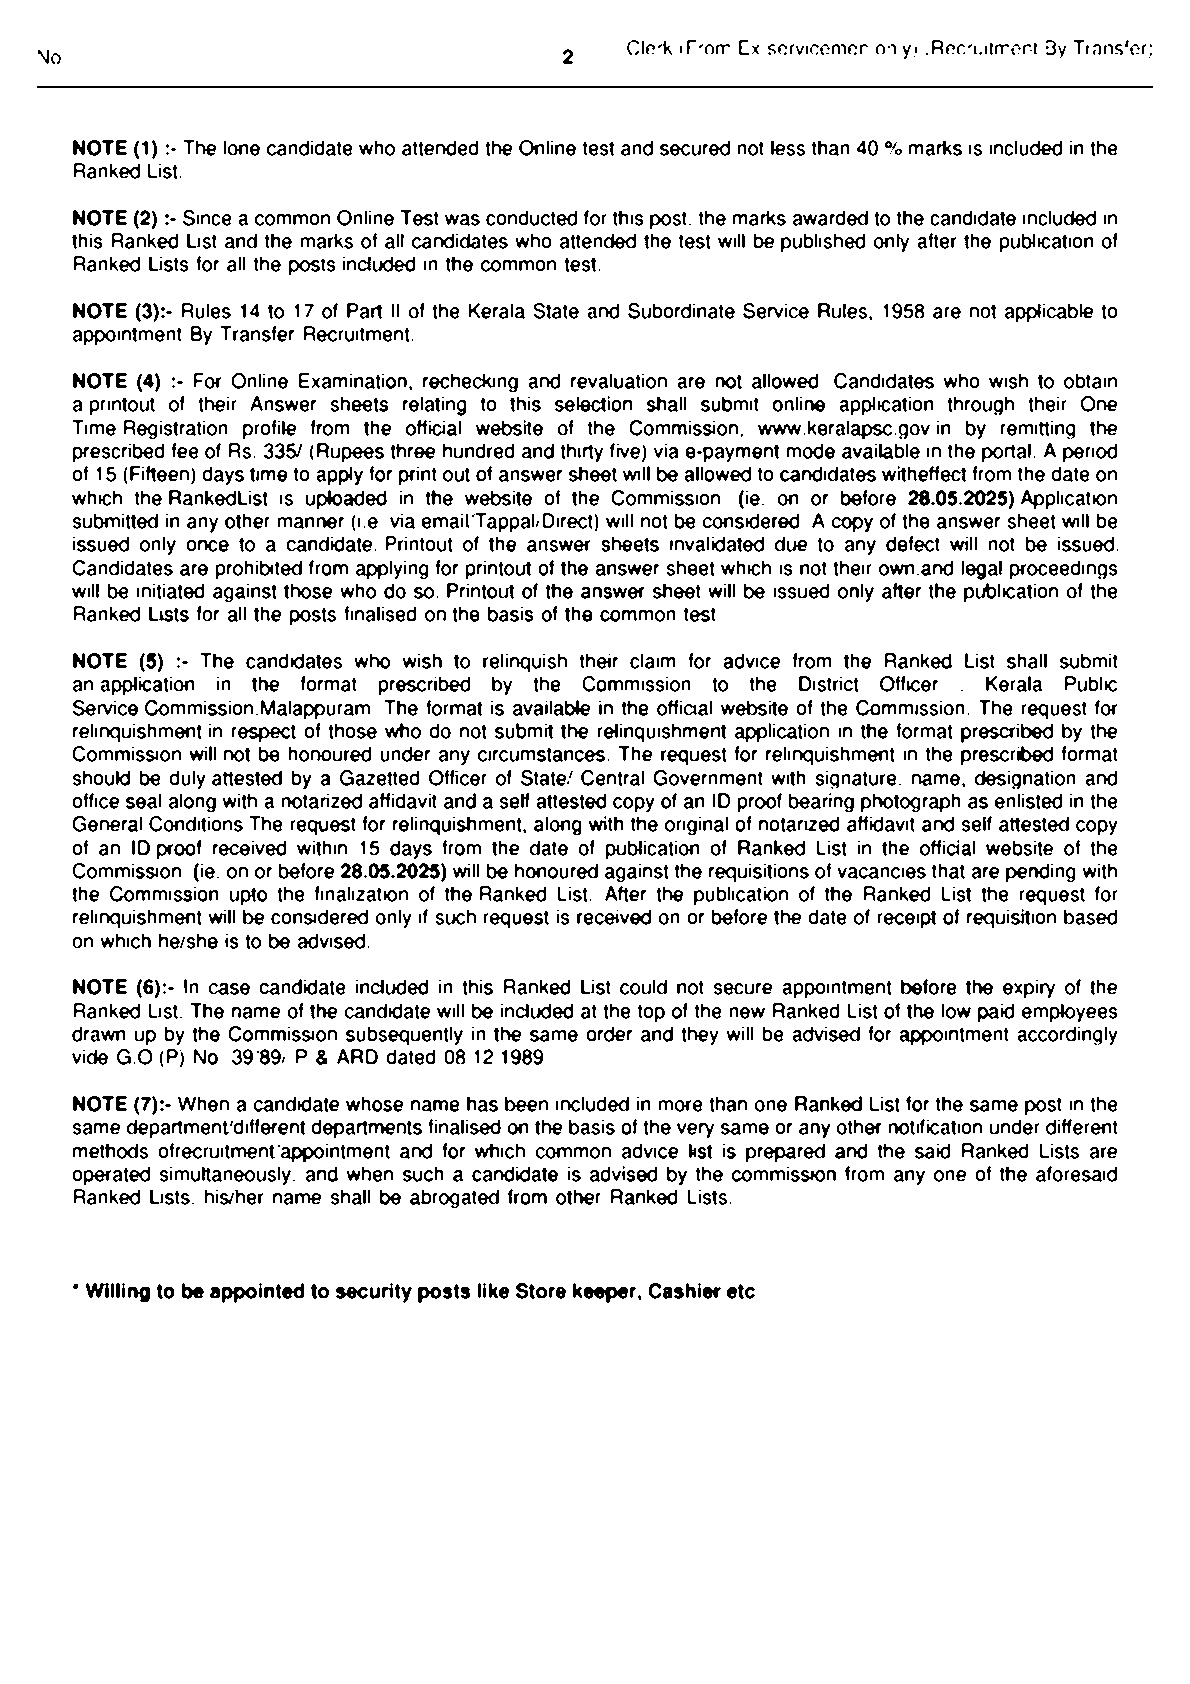 No 2 Clerk (From Ex servicemen only) (Recruitment By Transfer)
NOTE (1) :- The lone candidate who attended the Online test and secured not less than 40 % marks is included in the
Ranked List.
NOTE (2) :- Since a common Online Test was conducted for this post. the marks awarded to the candidate included in
this Ranked List and the marks of all candidates who attended the test will be published only after the publication of
Ranked Lists for all the posts included in the common test.
NOTE (3):- Rules 14 to 17 of Part II of the Kerala State and Subordinate Service Rules, 1958 are not applicable to
appointment By Transfer Recruitment.
NOTE (4) :- For Online Examination, rechecking and revaluation are not allowed Candidates who wish to obtain
a printout of their Answer sheets relating to this selection shall submit online application through their One
Time Registration profile from the official website of the Commission, www.keralapsc.gov in by remitting the
prescribed fee of Rs. 335/ (Rupees three hundred and thirty five) via e-payment mode available in the portal. A period
of 15 (Fifteen) days time to apply for print out of answer sheet will be allowed to candidates witheffect from the date on
which the RankedList is uploaded in the website of the Commission (ie. on or before 28.05.2025) Application
submitted in any other manner (i.e via email/Tappal/Direct) will not be considered A copy of the answer sheet will be
issued only once to a candidate. Printout of the answer sheets invalidated due to any defect will not be issued.
Candidates are prohibited from applying for printout of the answer sheet which is not their own.and legal proceedings
will be initiated against those who do so. Printout of the answer sheet will be issued only after the publication of the
Ranked Lists for all the posts finalised on the basis of the common test
NOTE (5) :- The candidates who wish to relinquish their claim for advice from the Ranked List shall submit
an application in the format prescribed by the Commission to the District Officer . Kerala Public
Service Commission.Malappuram The format is available in the official website of the Commission. The request for
relinquishment in respect of those who do not submit the relinquishment application in the format prescribed by the
Commission will not be honoured under any circumstances. The request for relinquishment in the prescribed format
should be duly attested by a Gazetted Officer of State/ Central Government with signature. name, designation and
office seal along with a notarized affidavit and a self attested copy of an ID proof bearing photograph as enlisted in the
General Conditions The request for relinquishment, along with the original of notarized affidavit and self attested copy
of an ID proof received within 15 days from the date of publication of Ranked List in the official website of the
Commission (ie. on or before 28.05.2025) will be honoured against the requisitions of vacancies that are pending with
the Commission upto the finalization of the Ranked List. After the publication of the Ranked List the request for
relinquishment will be considered only if such request is received on or before the date of receipt of requisition based
on which he/she is to be advised.
NOTE (6):- In case candidate included in this Ranked List could not secure appointment before the expiry of the
Ranked List. The name of the candidate will be included at the top of the new Ranked List of the low paid employees
drawn up by the Commission subsequently in the same order and they will be advised for appointment accordingly
vide G.O (P) No 39/89/ P & ARD dated 08 12 1989
NOTE (7):- When a candidate whose name has been included in more than one Ranked List for the same post in the
same department/different departments finalised on the basis of the very same or any other notification under different
methods ofrecruitment/appointment and for which common advice list is prepared and the said Ranked Lists are
operated simultaneously. and when such a candidate is advised by the commission from any one of the aforesaid
Ranked Lists. his/her name shall be abrogated from other Ranked Lists.
* Willing to be appointed to security posts like Store keeper, Cashier etc